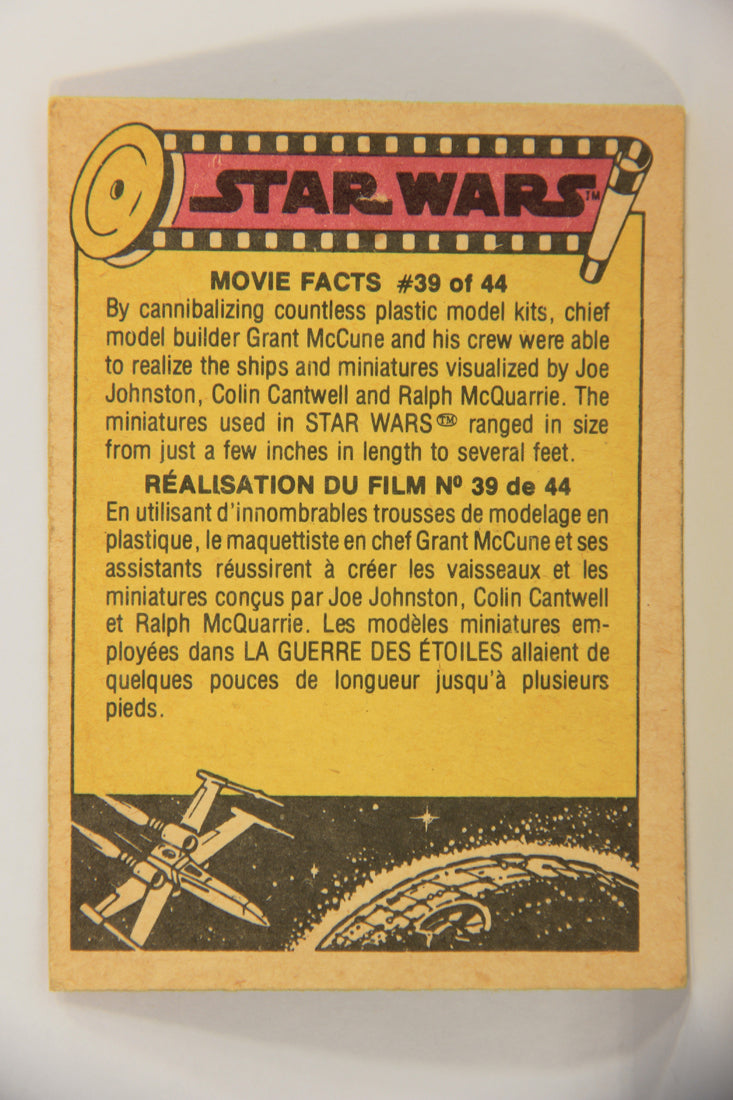 STAR WARS™
MOVIE FACTS #39 of 44
By cannibalizing countless plastic model kits, chief
model builder Grant McCune and his crew were able
to realize the ships and miniatures visualized by Joe
Johnston, Colin Cantwell and Ralph McQuarrie. The
miniatures used in STAR WARS™ ranged in size
from just a few inches in length to several feet.
RÉALISATION DU FILM Nº 39 de 44
En utilisant d'innombrables trousses de modelage en
plastique, le maquettiste en chef Grant McCune et ses
assistants réussirent à créer les vaisseaux et les
miniatures conçus par Joe Johnston, Colin Cantwell
et Ralph McQuarrie. Les modèles miniatures em-
ployées dans LA GUERRE DES ÉTOILES allaient de
quelques pouces de longueur jusqu'à plusieurs
pieds.